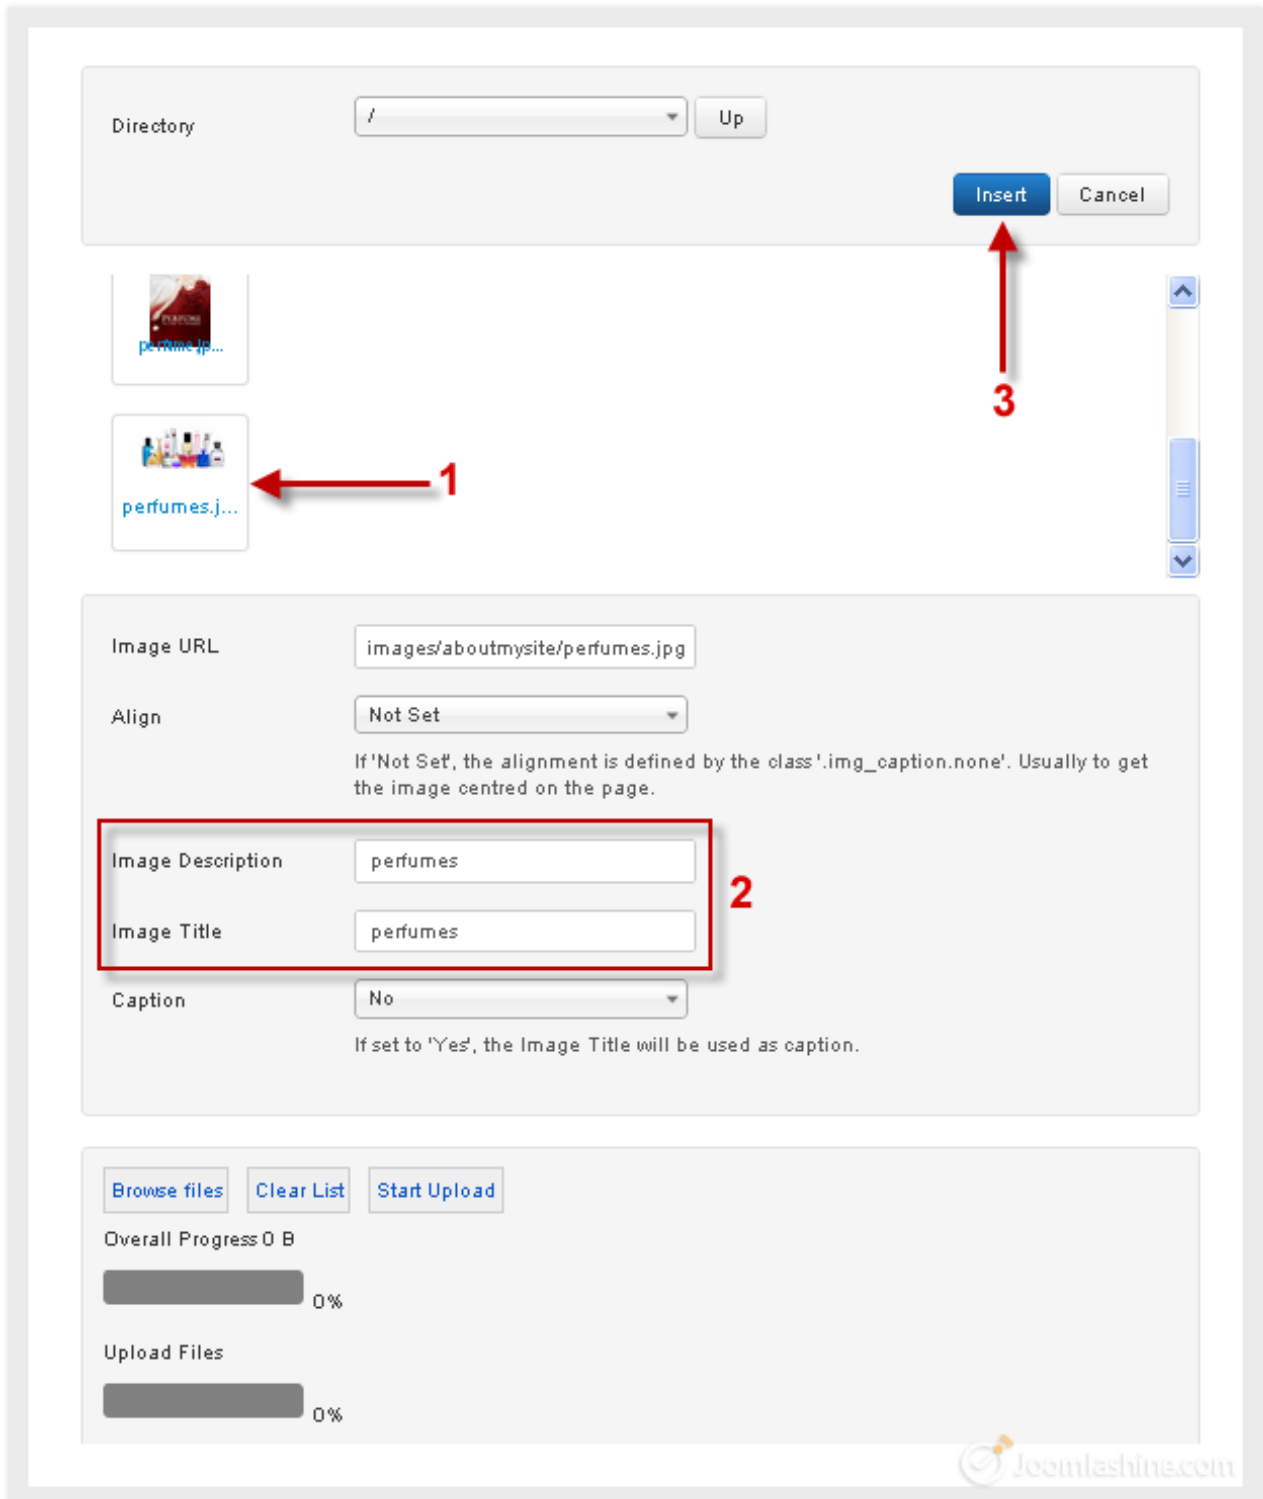 Directory
/
Up
Insert
Cancel
PERFUME
perfume.jp...
3
1
perfumes.j...
Image URL
images/aboutmysite/perfumes.jpg
Align
Not Set
If 'Not Set', the alignment is defined by the class '.img_caption.none'. Usually to get
the image centred on the page.
Image Description
perfumes
2
Image Title
perfumes
Caption
No
If set to 'Yes', the Image Title will be used as caption.
Browse files
Clear List
Start Upload
Overall Progress 0 B
0%
Upload Files
0%
Joomlashine.com